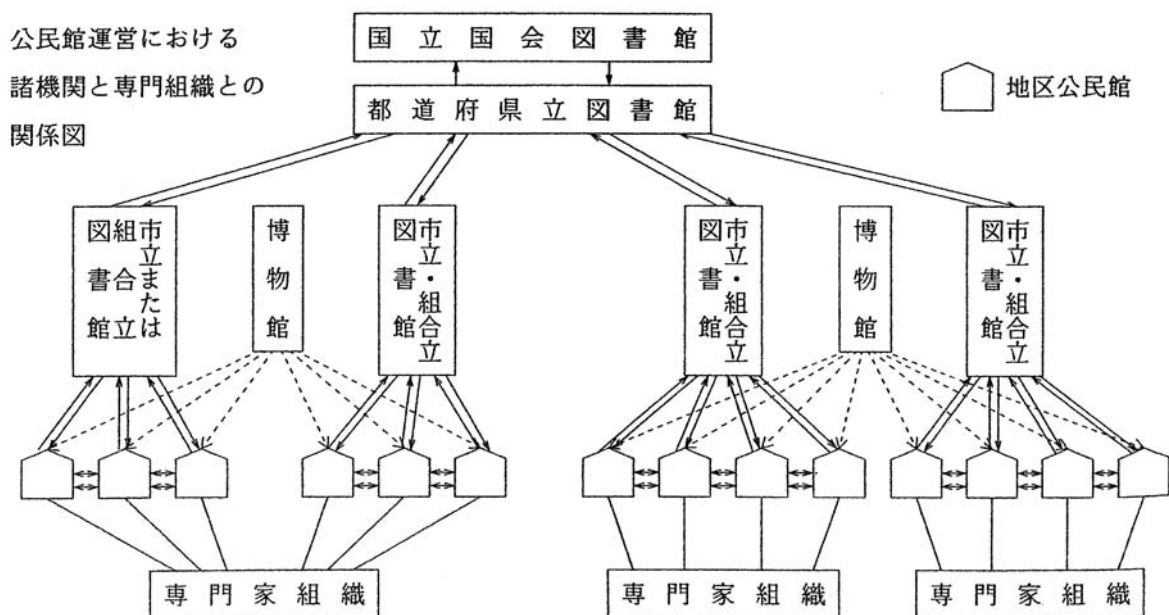 公民館運営における
諸機関と専門組織との
関係図
国立国会図書館
都道府県立図書館
地区公民館
市立または
組合立
図書館
博物館
市立・組合立
図書館
市立・組合立
図書館
博物館
市立・組合立
図書館
専門家組織
専門家組織
専門家組織